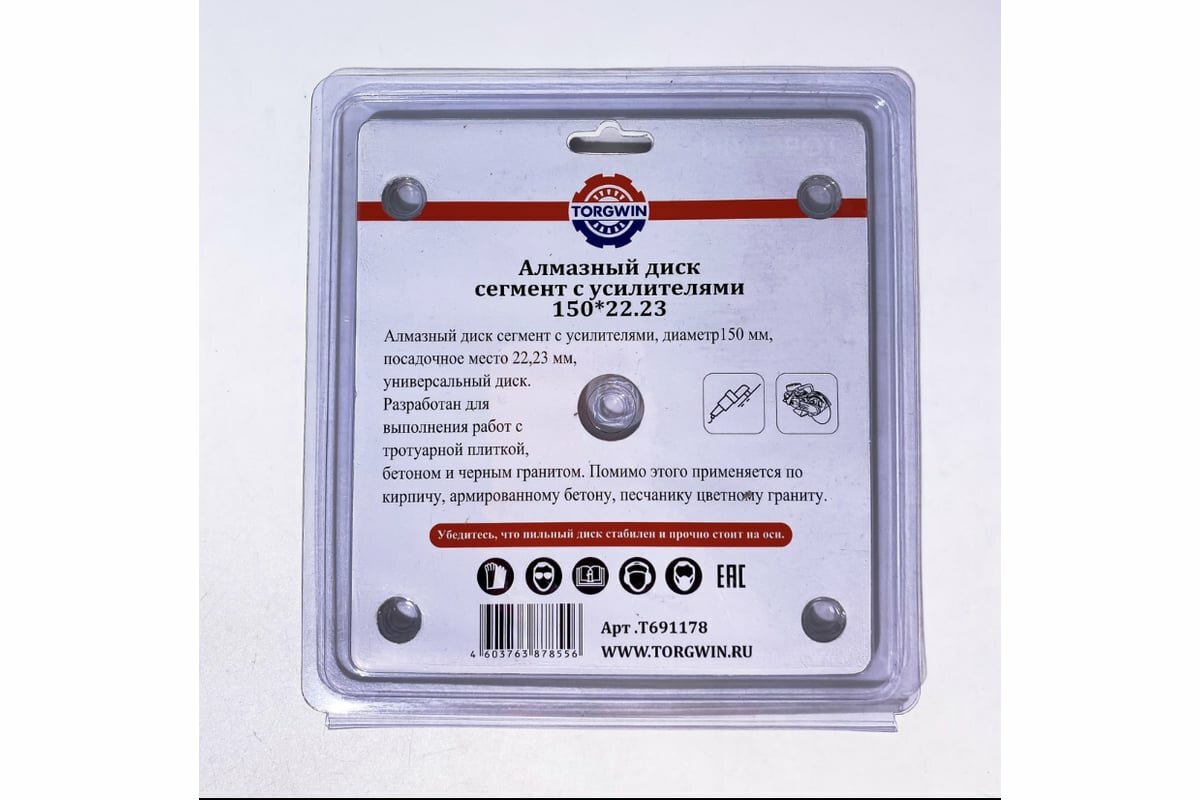 TORGWIN
Алмазный диск
сегмент с усилителями
150*22.23
Алмазный диск сегмент с усилителями, диаметр150 мм,
посадочное место 22,23 мм,
универсальный диск.
Разработан для
выполнения работ с
тротуарной плиткой,
бетоном и черным гранитом. Помимо этого применяется по
кирпичу, армированному бетону, песчанику цветному граниту.
Убедитесь, что пильный диск стабилен и прочно стоит на оси.
EAC
4 603763 878556
Арт .Т691178
WWW.TORGWIN.RU